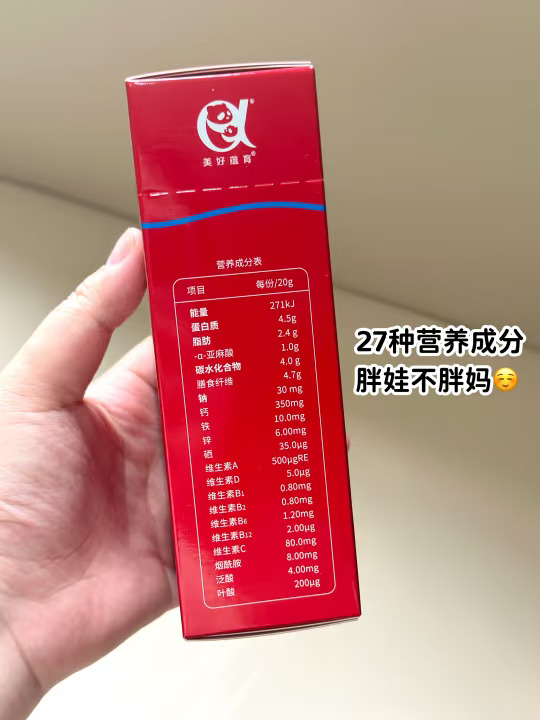 美好蕴育®
营养成分表
项目 每份/20g
能量 271kJ
蛋白质 4.5g
脂肪 2.4 g
-α-亚麻酸 1.0g
碳水化合物 4.0 g
膳食纤维 4.7g
钠 30 mg
钙 350mg
铁 10.0mg
锌 6.00mg
硒 35.0μg
维生素A 500μgRE
维生素D 5.0μg
维生素B₁ 0.80mg
维生素B₂ 0.80mg
维生素B₆ 1.20mg
维生素B₁₂ 2.00μg
维生素C 80.0mg
烟酰胺 8.00mg
泛酸 4.00mg
叶酸 200μg
27种营养成分
胖娃不胖妈☺️